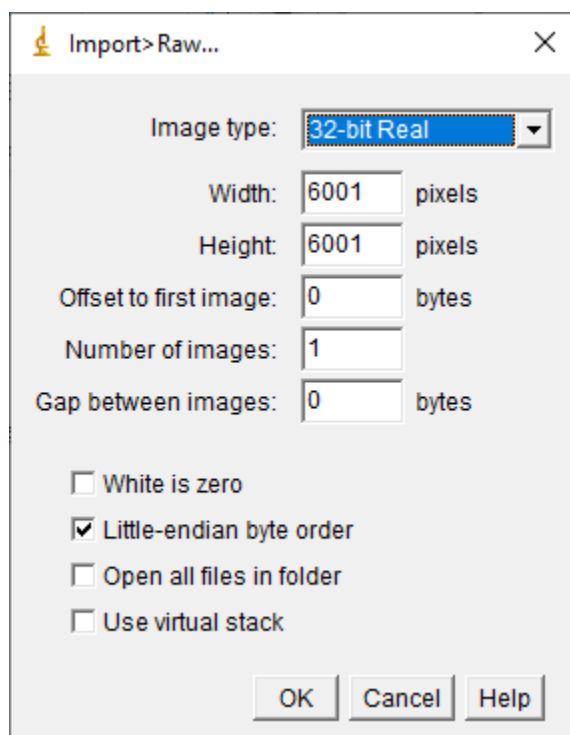 Import>Raw...
Image type: 32-bit Real
Width: 6001 pixels
Height: 6001 pixels
Offset to first image: 0 bytes
Number of images: 1
Gap between images: 0 bytes
White is zero
Little-endian byte order
Open all files in folder
Use virtual stack
OK Cancel Help